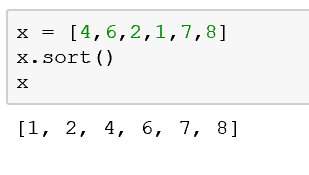 x = [4,6,2,1,7,8]
x.sort()
x
[1, 2, 4, 6, 7, 8]